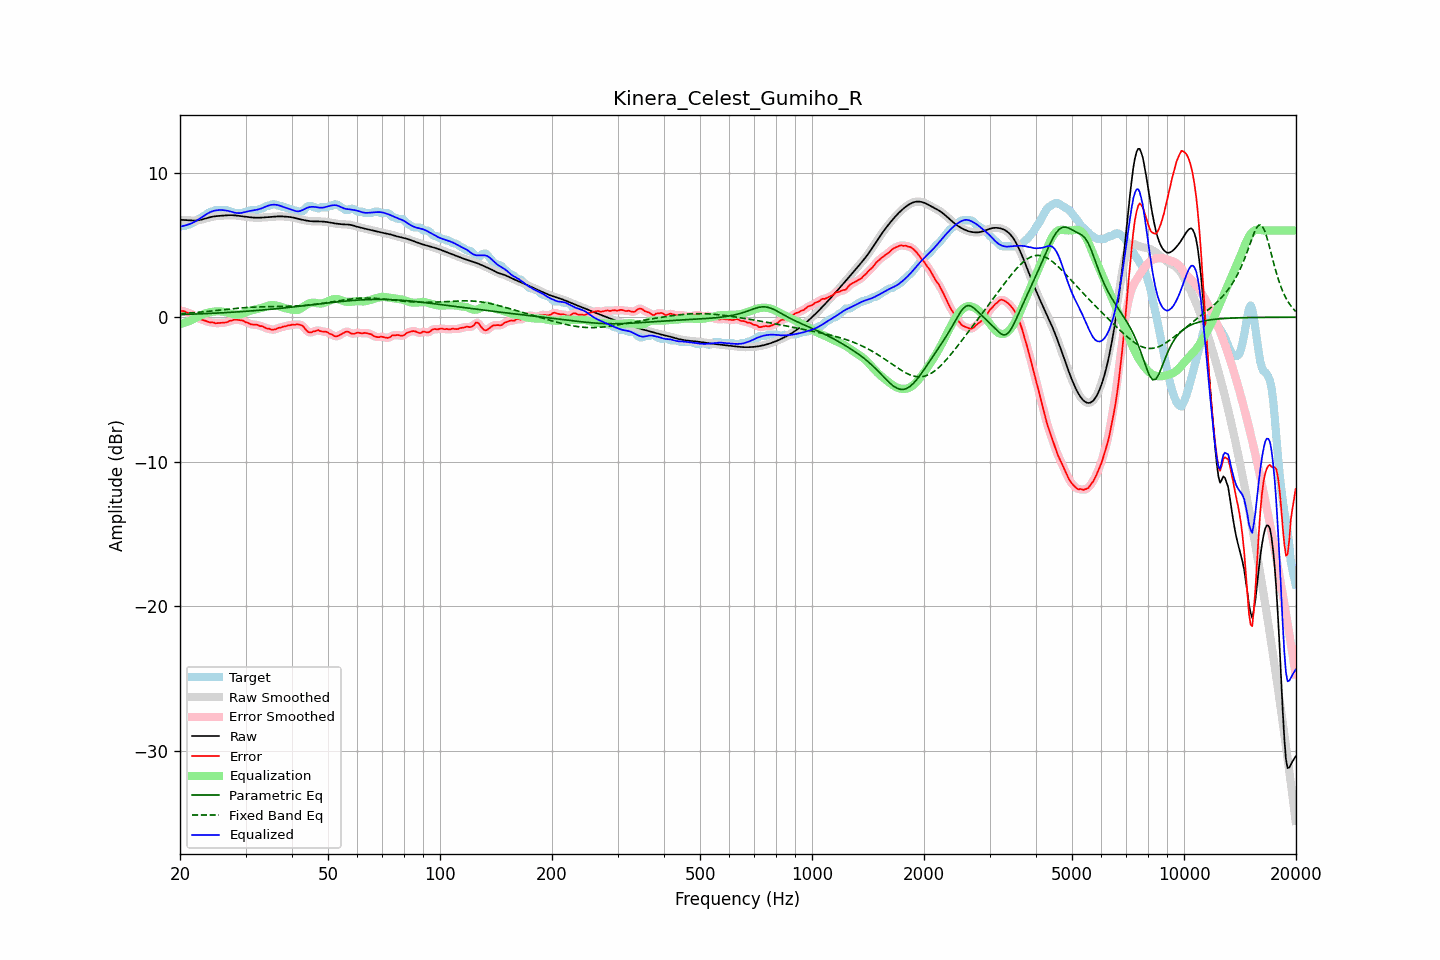 Kinera_Celest_Gumiho_R
Amplitude (dBr)
10
0
−10
−20
−30
Target
Raw Smoothed
Error Smoothed
Raw
Error
Equalization
Parametric Eq
Fixed Band Eq
Equalized
20 50 100 200 500 1000 2000 5000 10000 20000
Frequency (Hz)